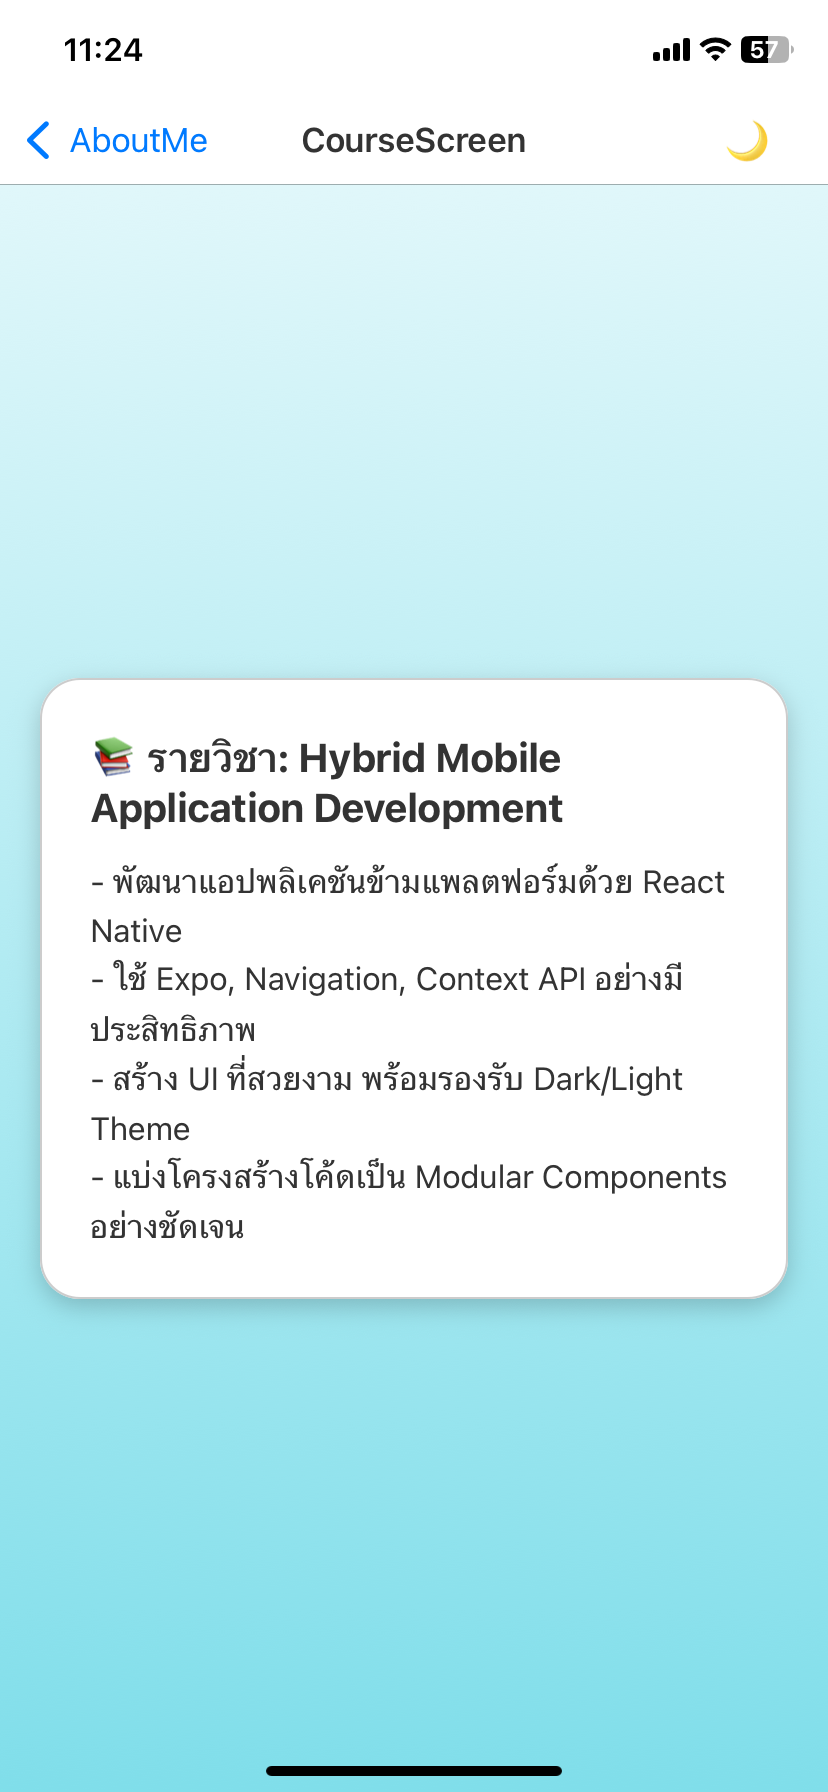 11:24
57
AboutMe
CourseScreen
📚 รายวิชา: Hybrid Mobile
Application Development
- พัฒนาแอปพลิเคชันข้ามแพลตฟอร์มด้วย React
Native
- ใช้ Expo, Navigation, Context API อย่างมี
ประสิทธิภาพ
- สร้าง UI ที่สวยงาม พร้อมรองรับ Dark/Light
Theme
- แบ่งโครงสร้างโค้ดเป็น Modular Components
อย่างชัดเจน